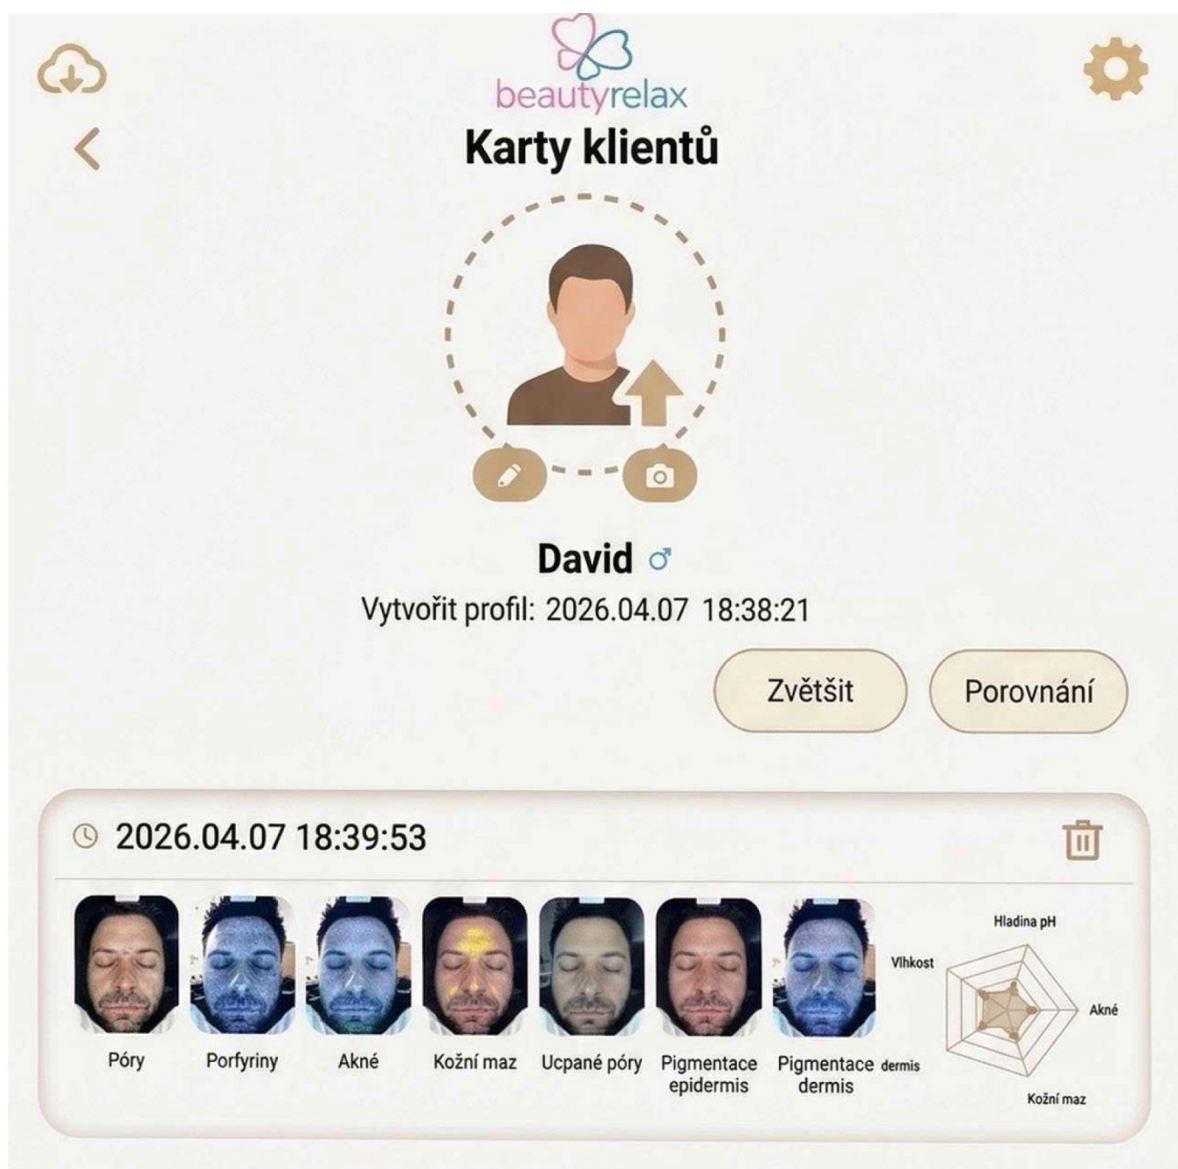 beautyrelax
Karty klientů
David
Vytvořit profil: 2026.04.07 18:38:21
Zvětšit
Porovnání
2026.04.07 18:39:53
Póry
Porfyriny
Akné
Kožní maz
Ucpané póry
Pigmentace
epidermis
Pigmentace
dermis
Hladina pH
Vlhkost
Akné
dermis
Kožní maz